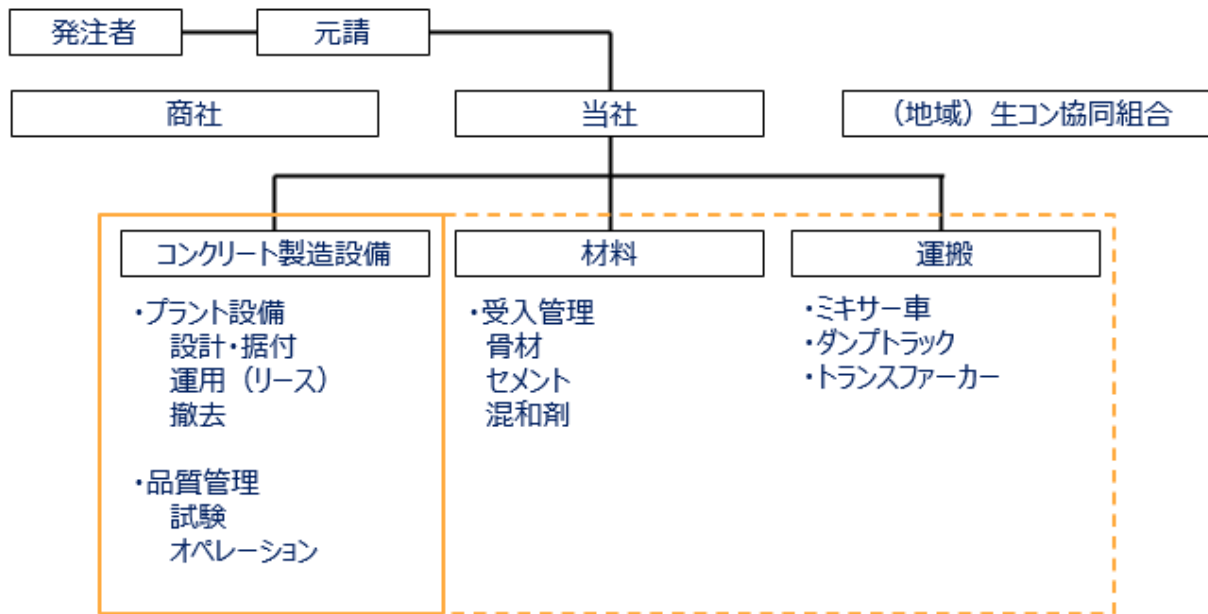 発注者
元請
商社
当社
（地域）生コン協同組合
コンクリート製造設備
・プラント設備
設計・据付
運用（リース）
撤去
・品質管理
試験
オペレーション
材料
・受入管理
骨材
セメント
混和剤
運搬
・ミキサー車
・ダンプトラック
・トランスファーカー